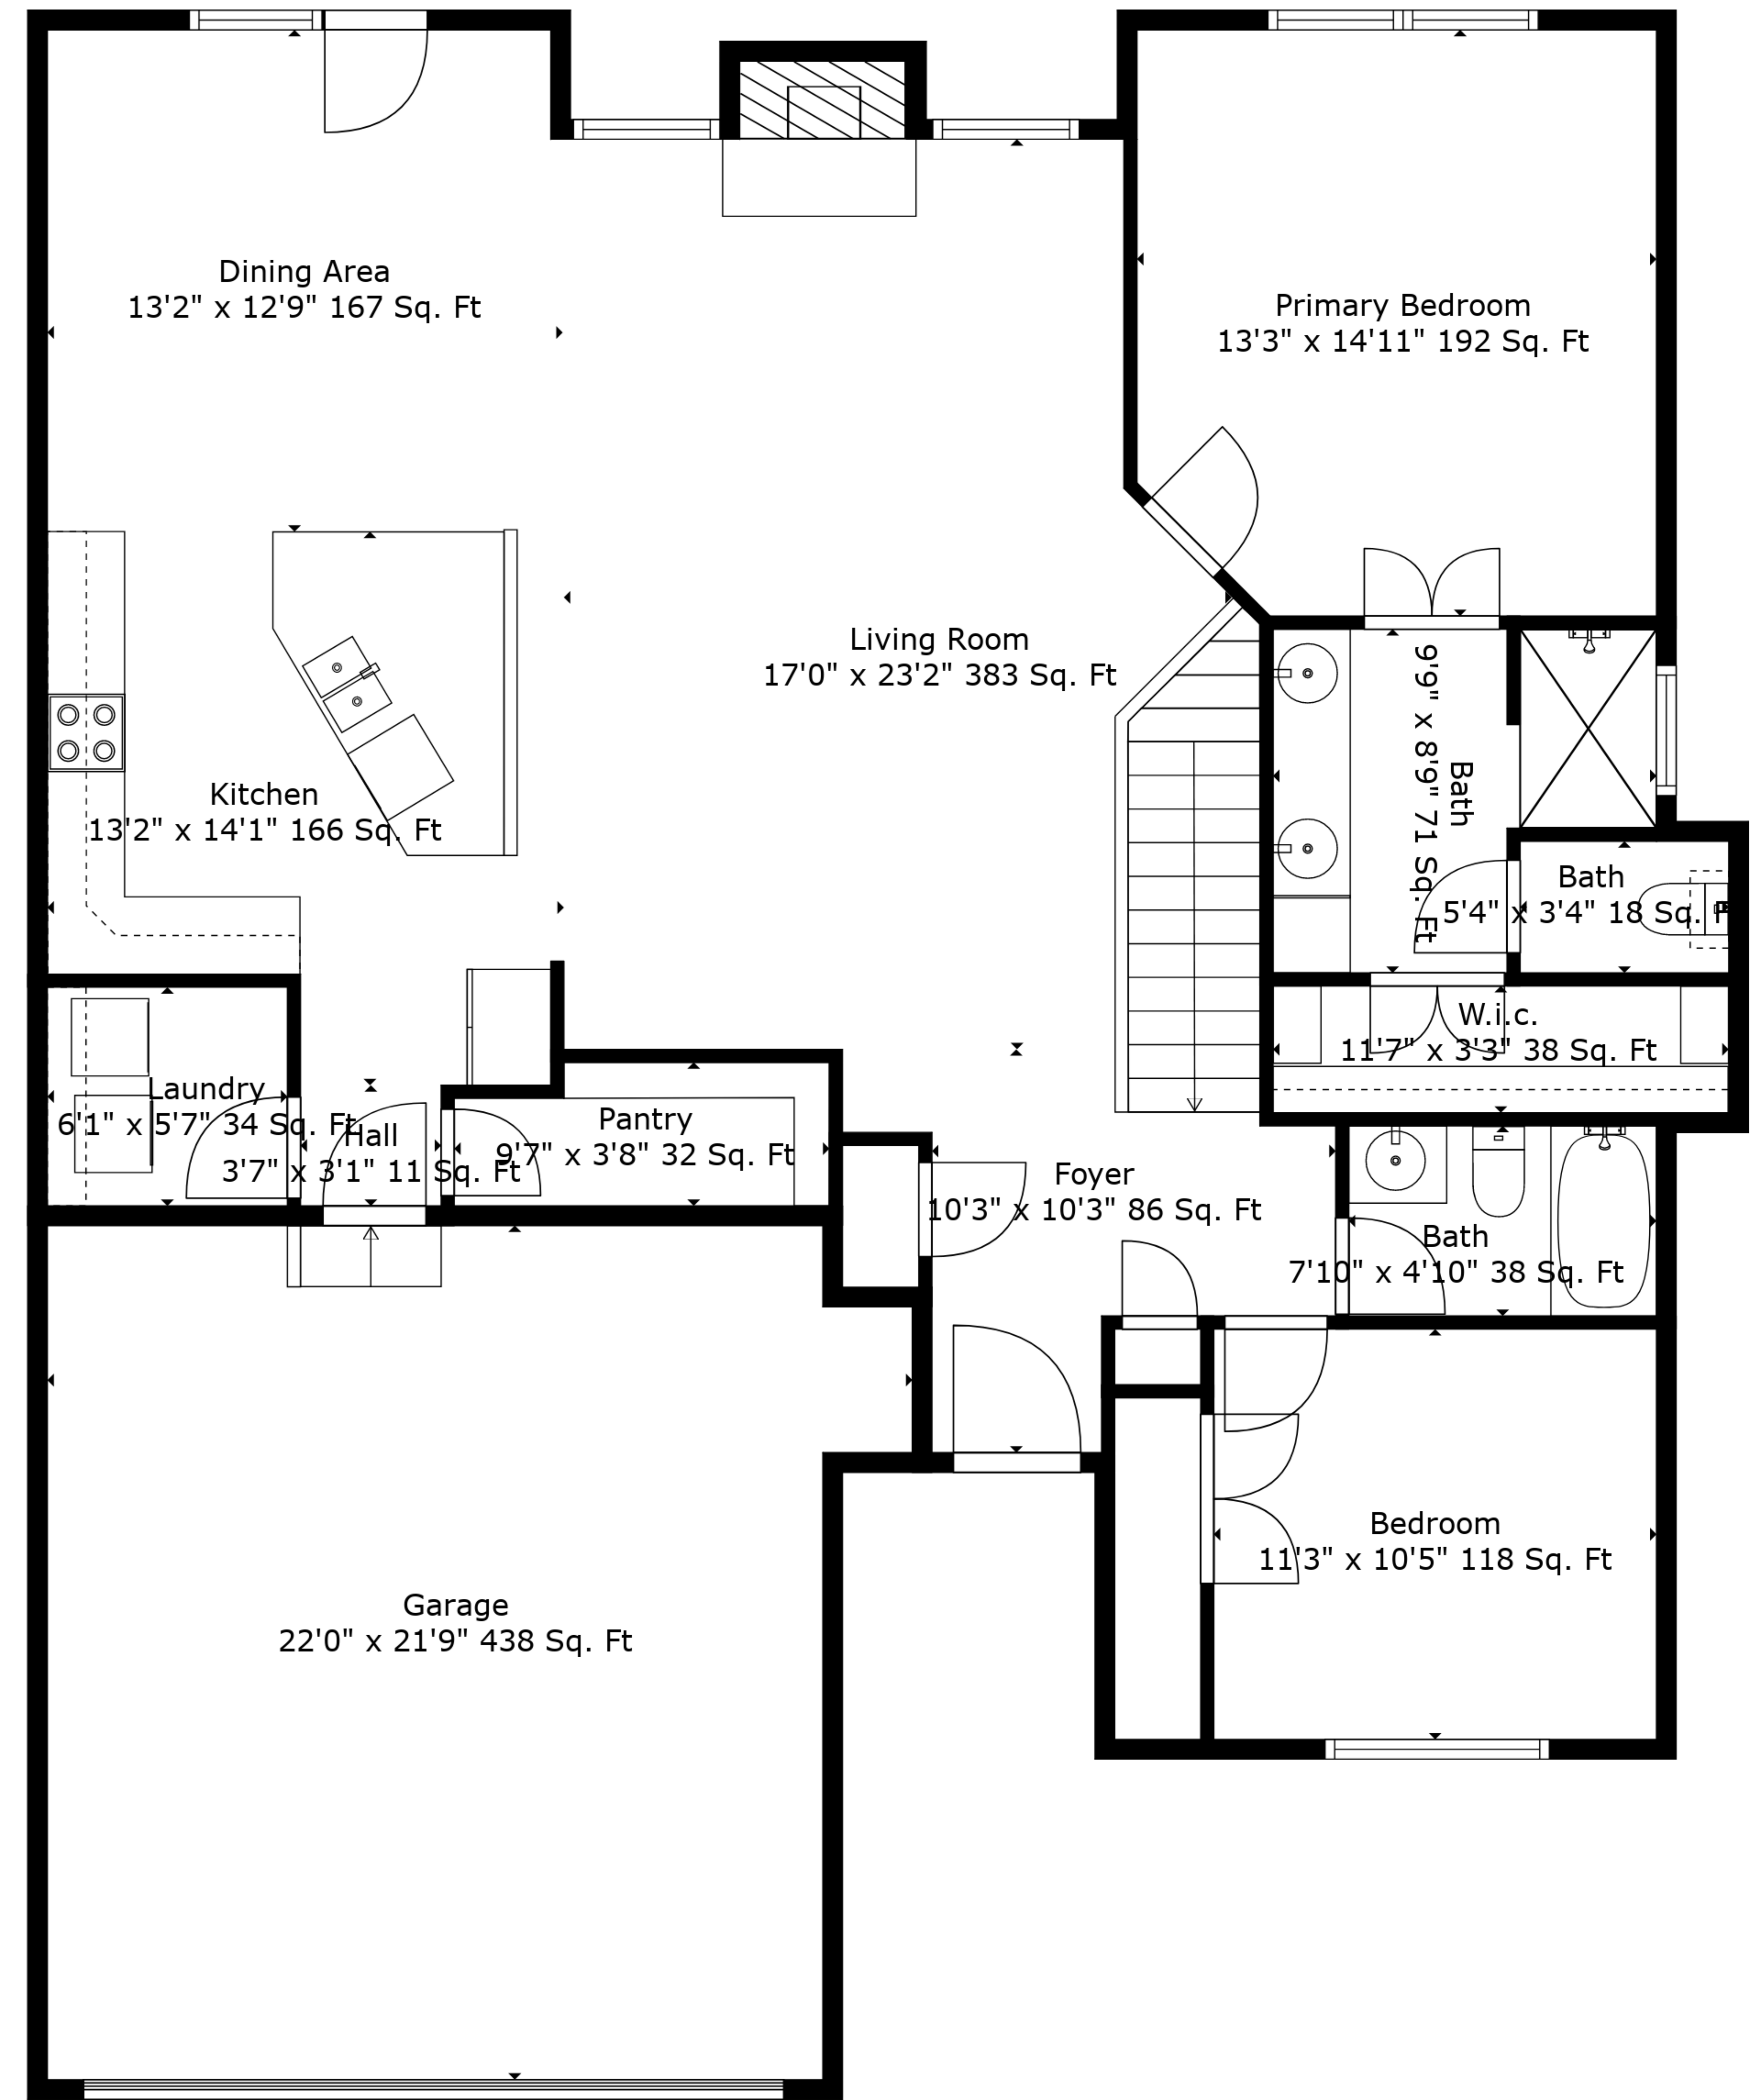 Dining Area
13'2" x 12'9" 167 Sq. Ft
Primary Bedroom
13'3" x 14'11" 192 Sq. Ft
Living Room
17'0" x 23'2" 383 Sq. Ft
Kitchen
13'2" x 14'1" 166 Sq. Ft
Bath
9'9" x 8'9" 71 Sq. Ft
Bath
5'4" x 3'4" 18 Sq. F
W.i.c.
11'7" x 3'3" 38 Sq. Ft
Laundry
6'1" x 5'7" 34 Sq. Ft
Hall
3'7" x 3'1" 11 Sq. Ft
Pantry
9'7" x 3'8" 32 Sq. Ft
Foyer
10'3" x 10'3" 86 Sq. Ft
Bath
7'10" x 4'10" 38 Sq. Ft
Bedroom
11'3" x 10'5" 118 Sq. Ft
Garage
22'0" x 21'9" 438 Sq. Ft